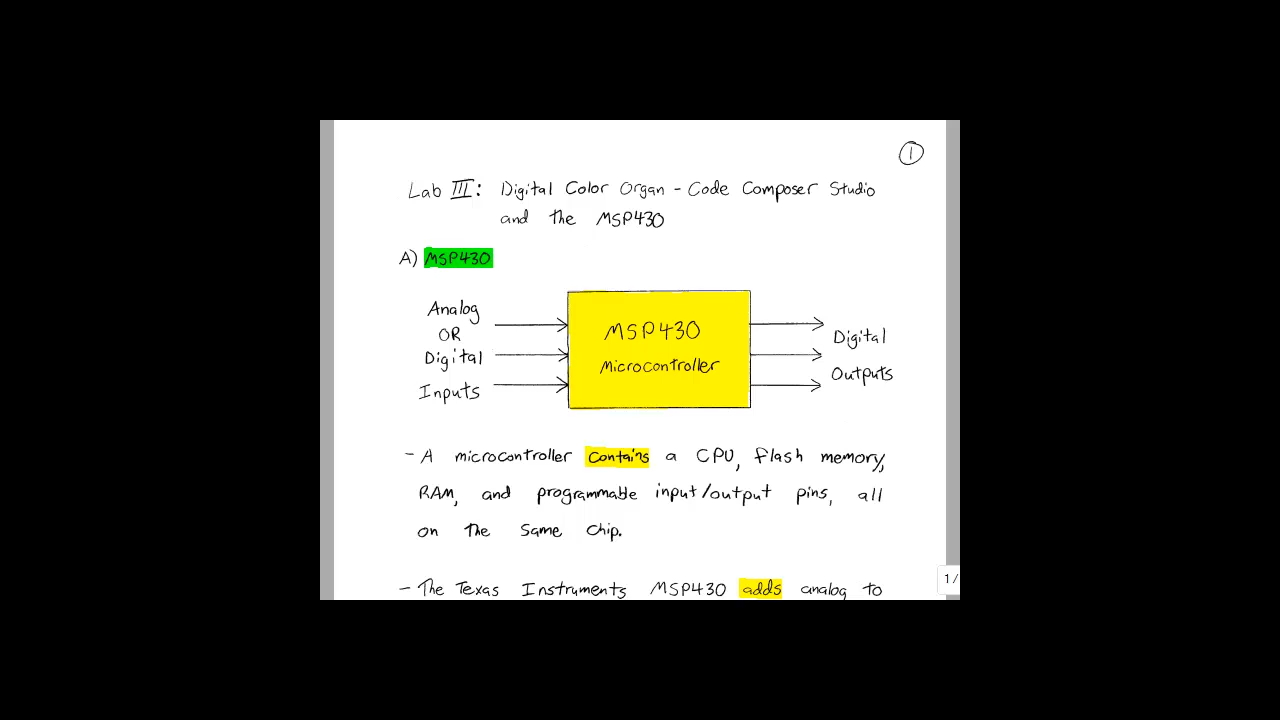 1
Lab III: Digital Color Organ - Code Composer Studio
and the MSP430
A) MSP430
Analog
OR
Digital
Inputs
MSP430
Microcontroller
Digital
Outputs
- A microcontroller contains a CPU, flash memory,
RAM, and programmable input/output pins, all
on the same chip.
- The Texas Instruments MSP430 adds analog to
1/